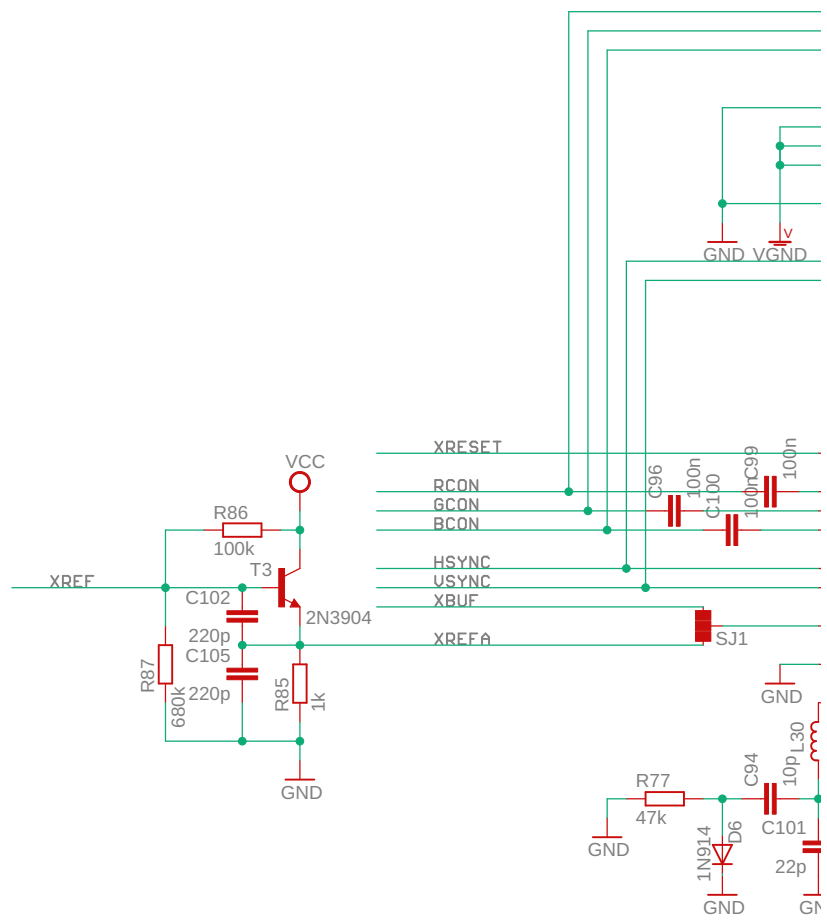 GND
VGND
V
XRESET
RCON
GCON
BCON
HSYNC
VSYNC
XBUF
XREFA
C96
100n
C100
100n
C99
100n
SJ1
VCC
R86
100k
XREF
T3
2N3904
C102
220p
C105
220p
R87
680k
R85
1k
GND
GND
L30
R77
47k
C94
10p
GND
1N914
D6
GND
C101
22p
GN